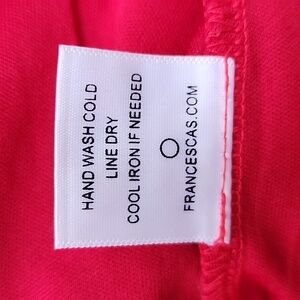 HAND WASH COLD
LINE DRY
COOL IRON IF NEEDED
FRANCESCAS.COM